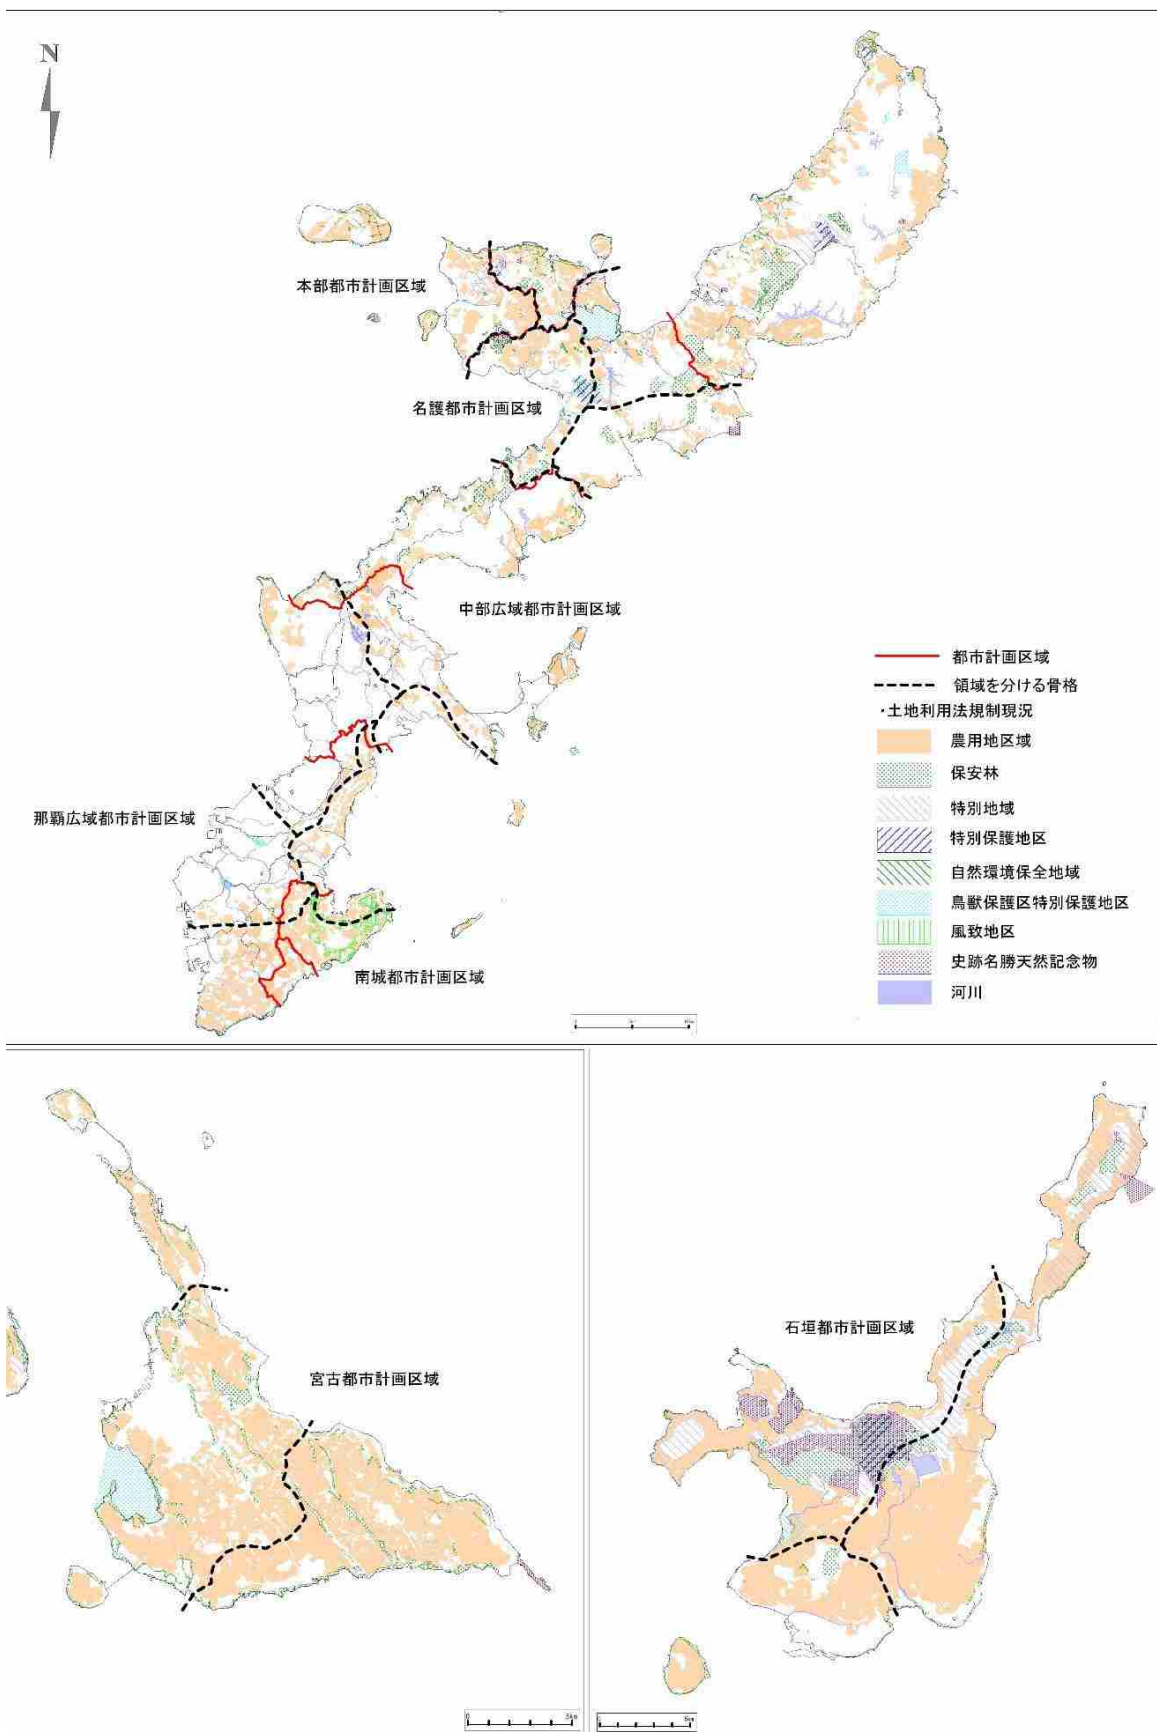 N
本部都市計画区域
名護都市計画区域
中部広域都市計画区域
那覇広域都市計画区域
南城都市計画区域
都市計画区域
領域を分ける骨格
・土地利用法規制現況
農用地区域
保安林
特別地域
特別保護地区
自然環境保全地域
鳥獣保護区特別保護地区
風致地区
史跡名勝天然記念物
河川
宮古都市計画区域
石垣都市計画区域
0
5km
0